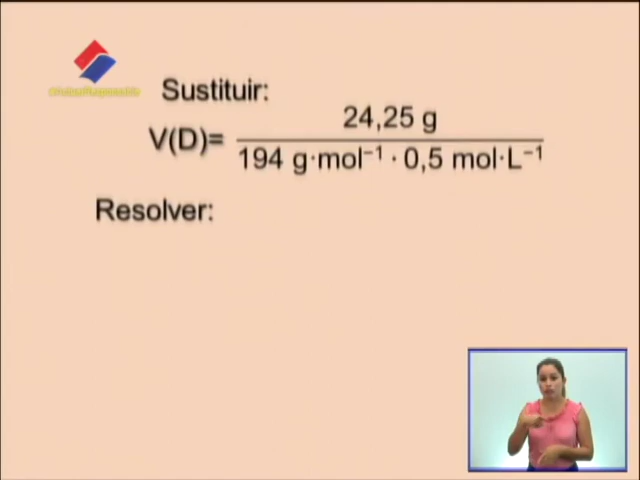 Sustituir:
V(D)= 24,25 g
194 g·mol⁻¹ · 0,5 mol·L⁻¹
Resolver: